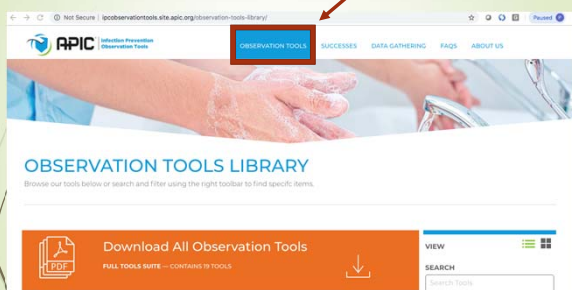 Not Secure | ipcobservationtools.site.apic.org/observation-tools-library/
Paused
APIC
Infection Prevention
Observation Tools
OBSERVATION TOOLS SUCCESSES DATA GATHERING FAQS ABOUT US
OBSERVATION TOOLS LIBRARY
Browse our tools below or search and filter using the right toolbar to find specifc items.
PDF
Download All Observation Tools
FULL TOOLS SUITE — CONTAINS 19 TOOLS
VIEW
SEARCH
Search Tools